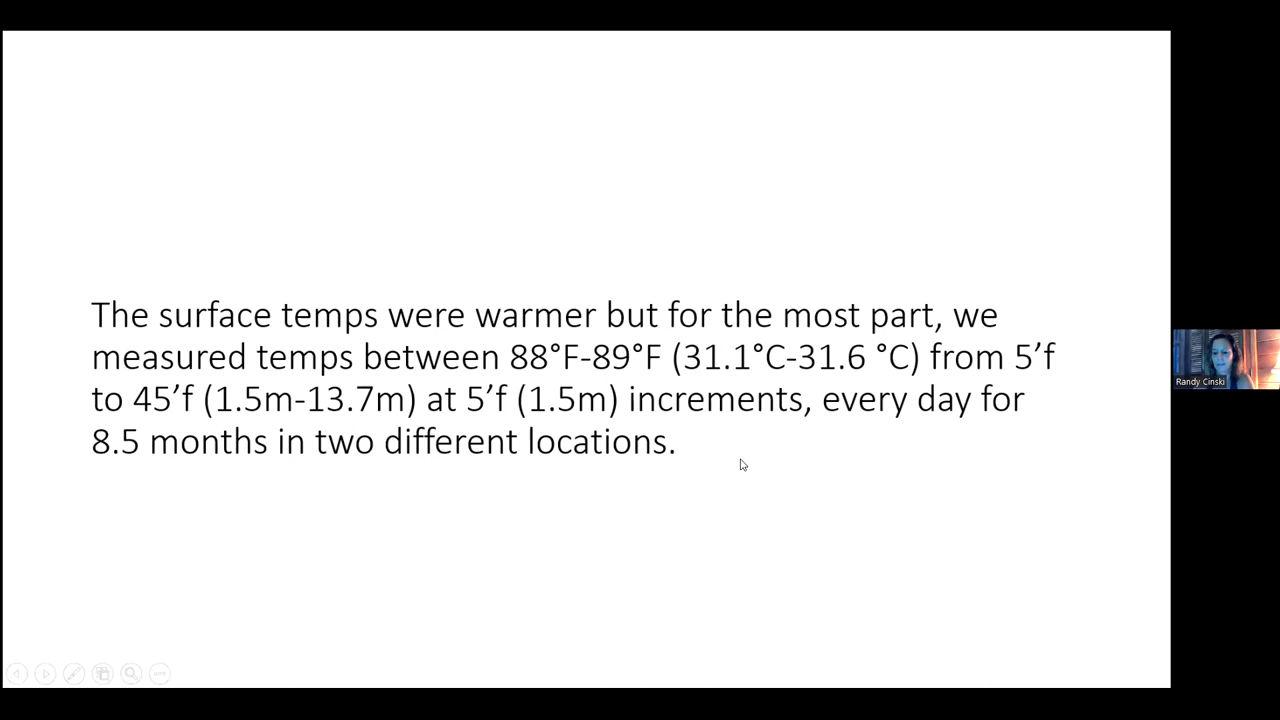 The surface temps were warmer but for the most part, we
measured temps between 88°F-89°F (31.1°C-31.6 °C) from 5’f
to 45’f (1.5m-13.7m) at 5’f (1.5m) increments, every day for
8.5 months in two different locations.
Randy Cinski